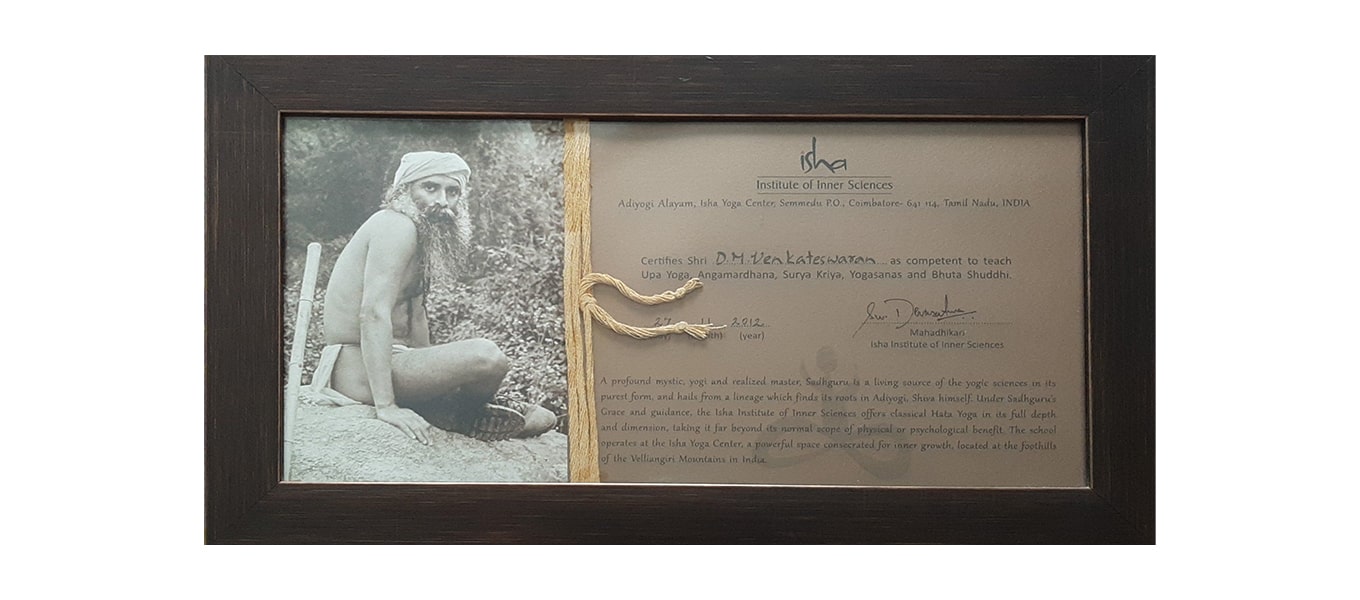 isha
Institute of Inner Sciences
Adiyogi Alayam, Isha Yoga Center, Semmedu P.O., Coimbatore- 641 114, Tamil Nadu, INDIA
Certifies Shri D.M.Venkateswaran as competent to teach
Upa Yoga, Angamardhana, Surya Kriya, Yogasanas and Bhuta Shuddhi.
27 11 2012
(year)
Mahadhikari
Isha Institute of Inner Sciences
A profound mystic, yogi and realized master, Sadhguru is a living source of the yogic sciences in its
purest form, and hails from a lineage which finds its roots in Adiyogi, Shiva himself. Under Sadhguru's
Grace and guidance, the Isha Institute of Inner Sciences offers classical Hata Yoga in its full depth
and dimension, taking it far beyond its normal scope of physical or psychological benefit. The school
operates at the Isha Yoga Center, a powerful space consecrated for inner growth, located at the foothills
of the Velliangiri Mountains in India.